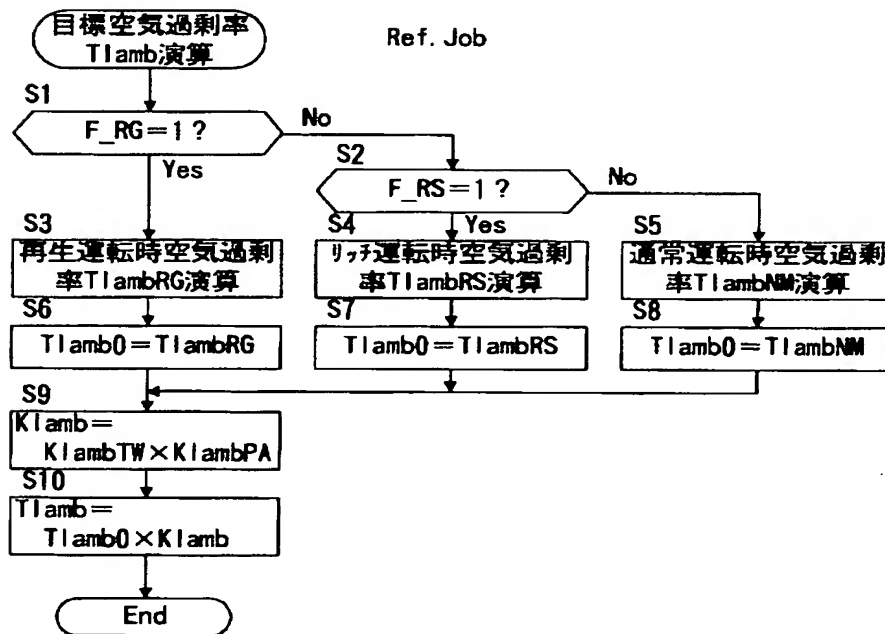 目標空気過剰率
Tlamb演算
Ref. Job
S1
F_RG=1?
No
Yes
S2
F_RS=1?
No
Yes
S3
再生運転時空気過剰
率TlambRG演算
S4
リッチ運転時空気過剰
率TlambRS演算
S5
通常運転時空気過剰
率TlambNM演算
S6
Tlamb0=TlambRG
S7
Tlamb0=TlambRS
S8
Tlamb0=TlambNM
S9
Klamb=
KlambTW×KlambPA
S10
Tlamb=
Tlamb0×Klamb
End